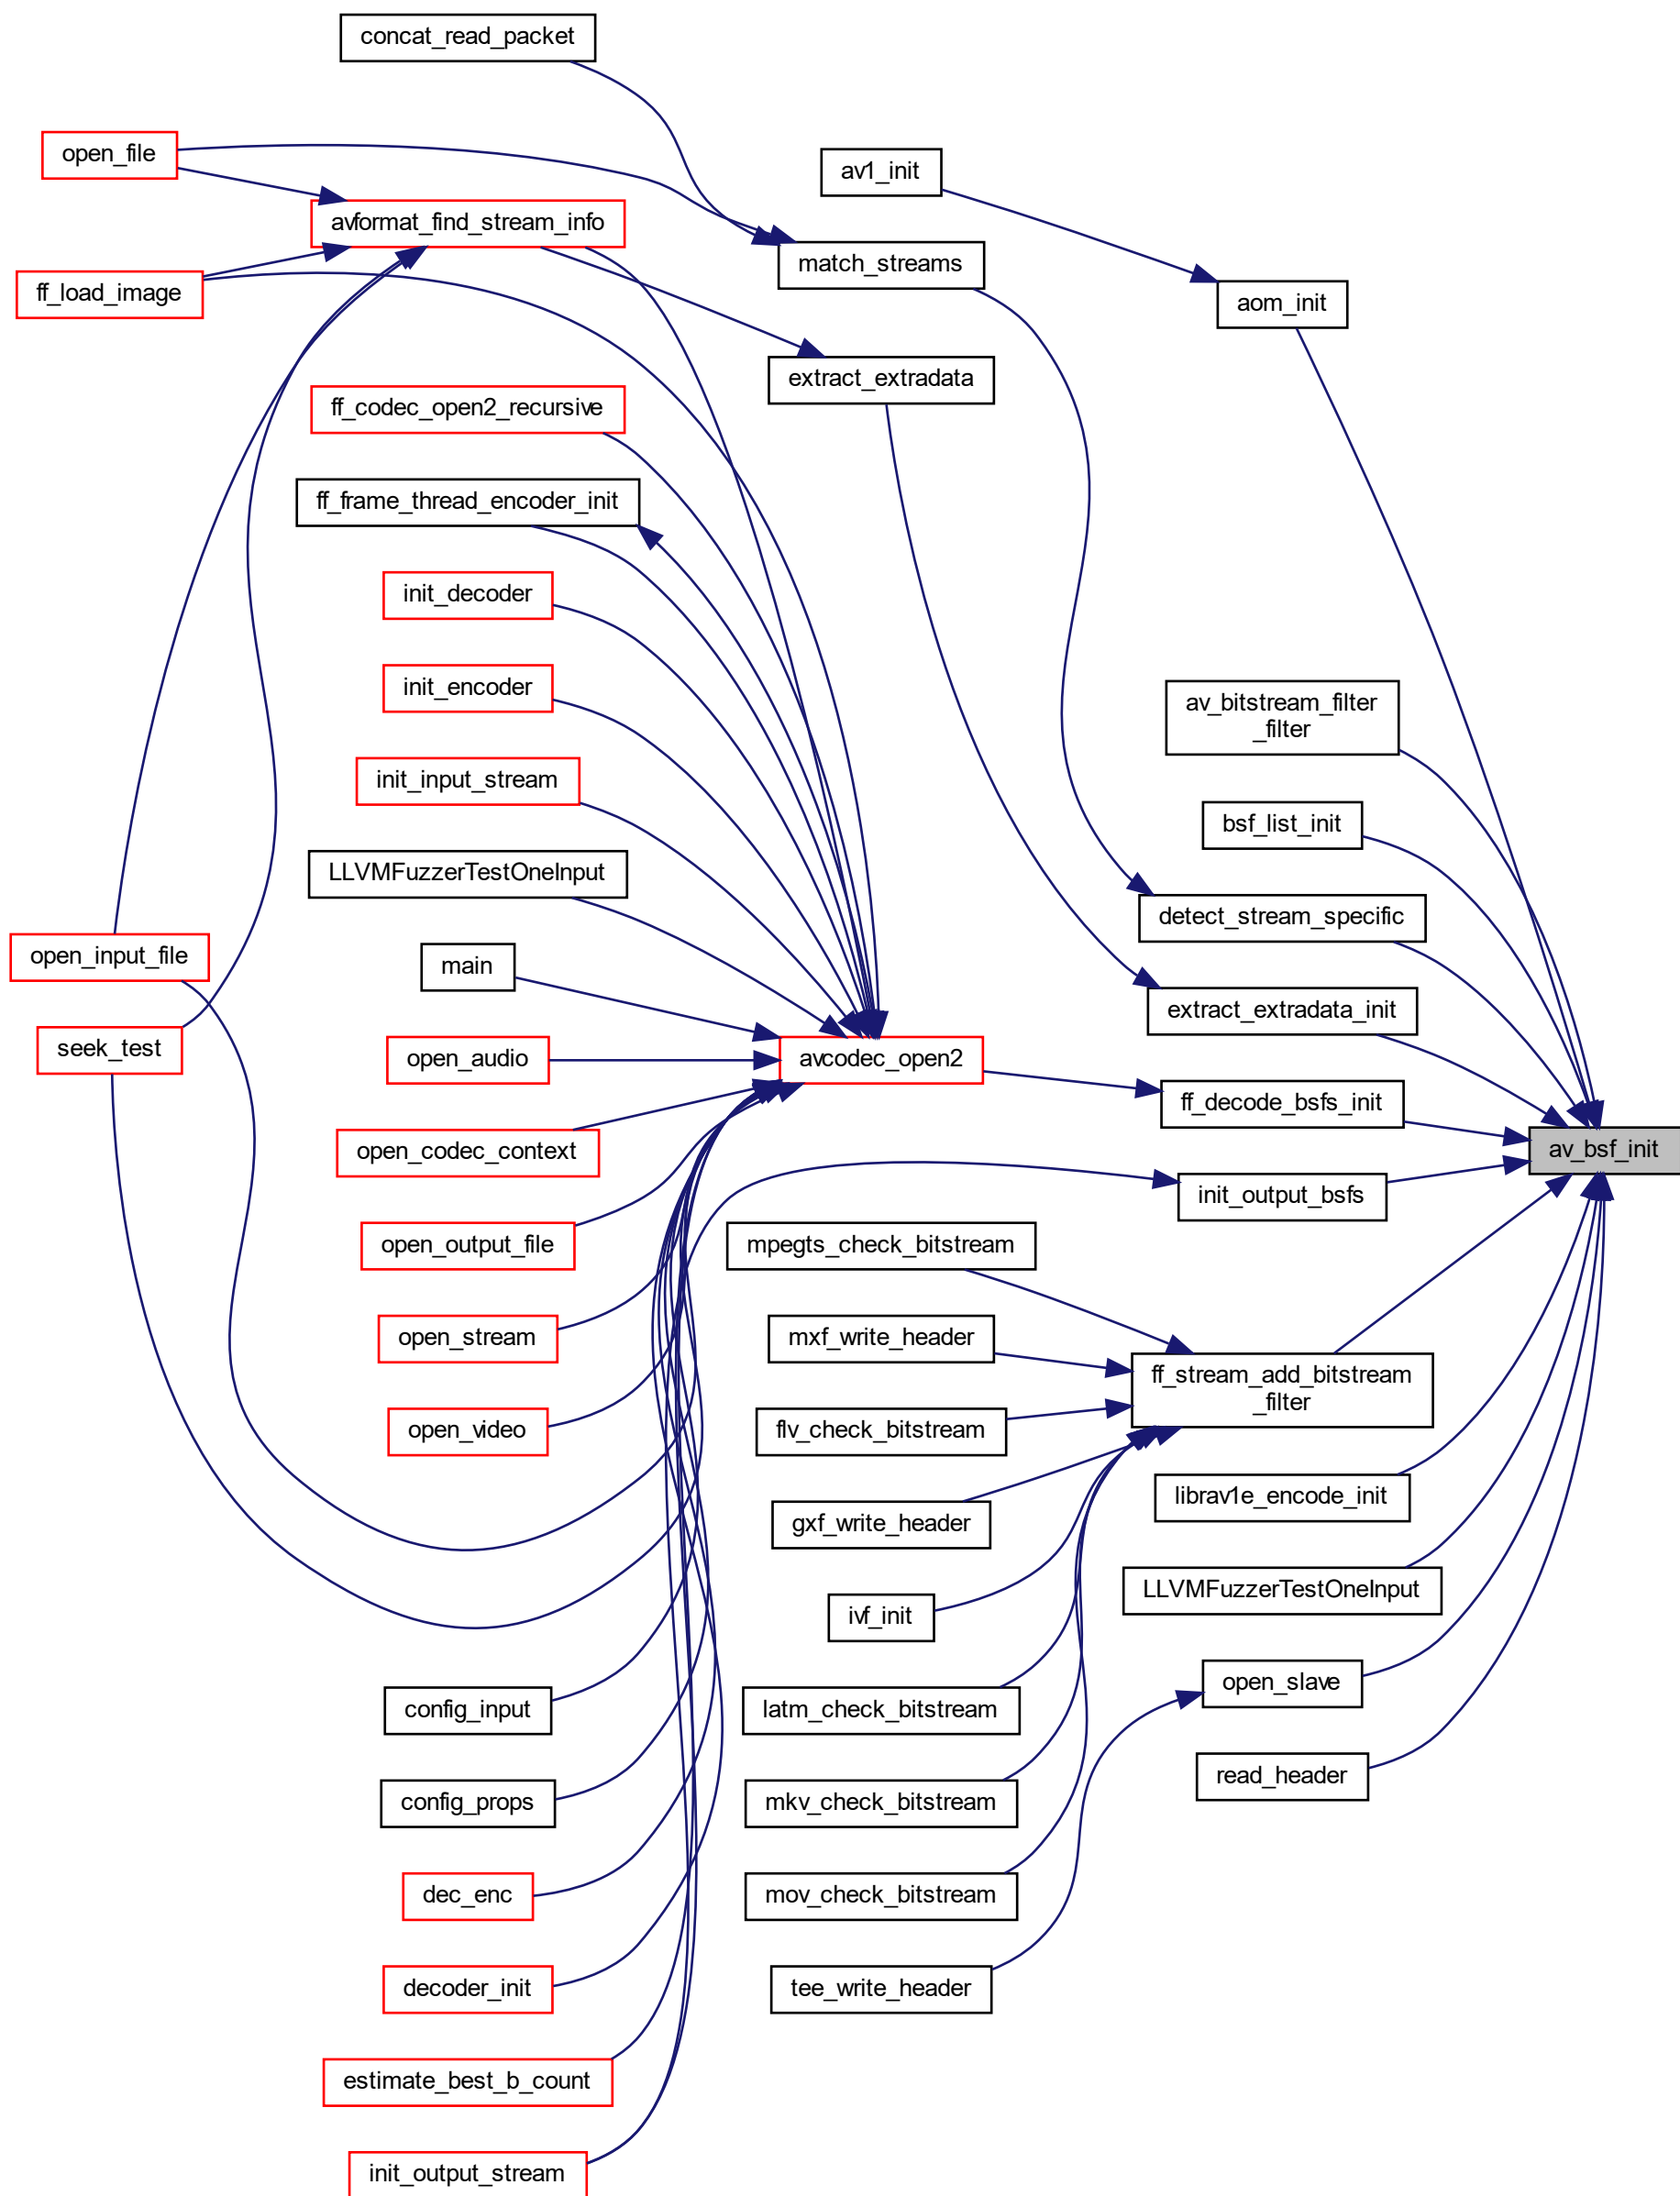 concat_read_packet
open_file
av1_init
avformat_find_stream_info
match_streams
ff_load_image
aom_init
extract_extradata
ff_codec_open2_recursive
ff_frame_thread_encoder_init
init_decoder
init_encoder
av_bitstream_filter
_filter
init_input_stream
bsf_list_init
LLVMFuzzerTestOneInput
detect_stream_specific
open_input_file
main
extract_extradata_init
seek_test
open_audio
avcodec_open2
ff_decode_bsfs_init
av_bsf_init
open_codec_context
init_output_bsfs
open_output_file
mpegts_check_bitstream
open_stream
mxf_write_header
ff_stream_add_bitstream
_filter
open_video
flv_check_bitstream
librav1e_encode_init
gxf_write_header
LLVMFuzzerTestOneInput
ivf_init
open_slave
config_input
latm_check_bitstream
read_header
config_props
mkv_check_bitstream
dec_enc
mov_check_bitstream
decoder_init
tee_write_header
estimate_best_b_count
init_output_stream